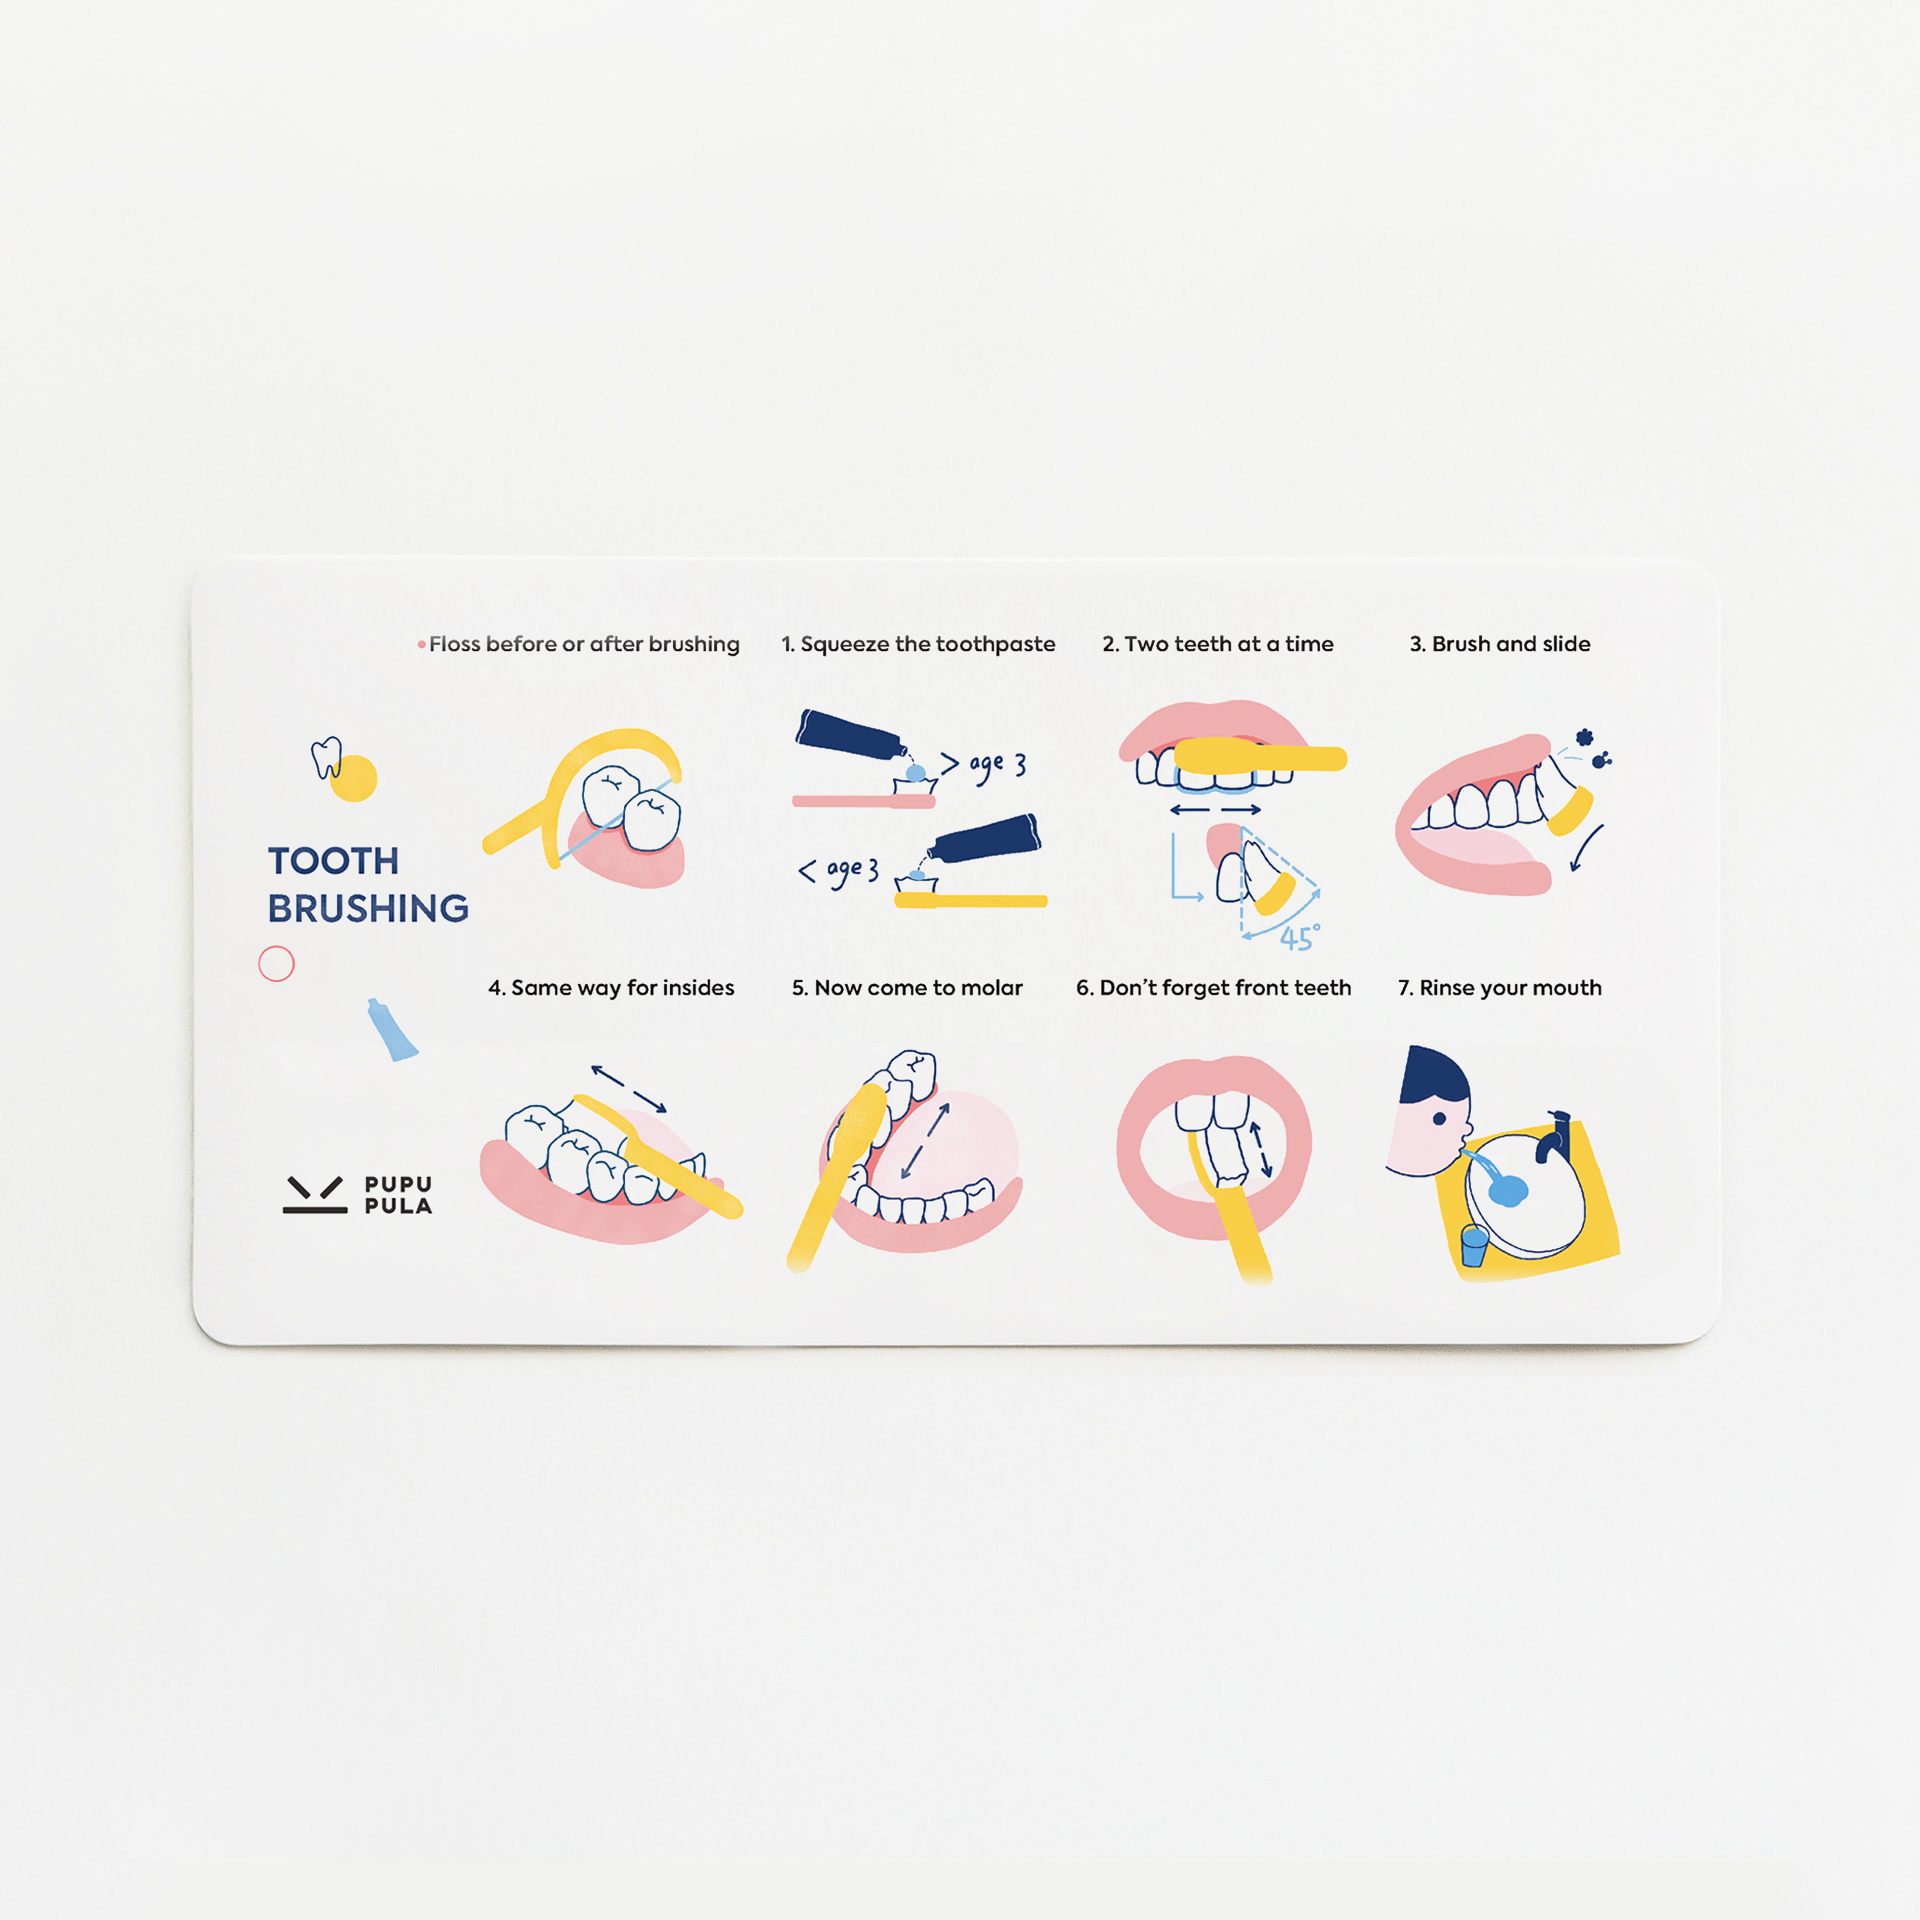 TOOTH
BRUSHING
PUPU
PULA
Floss before or after brushing
1. Squeeze the toothpaste
> age 3
< age 3
2. Two teeth at a time
45°
3. Brush and slide
4. Same way for insides
5. Now come to molar
6. Don't forget front teeth
7. Rinse your mouth